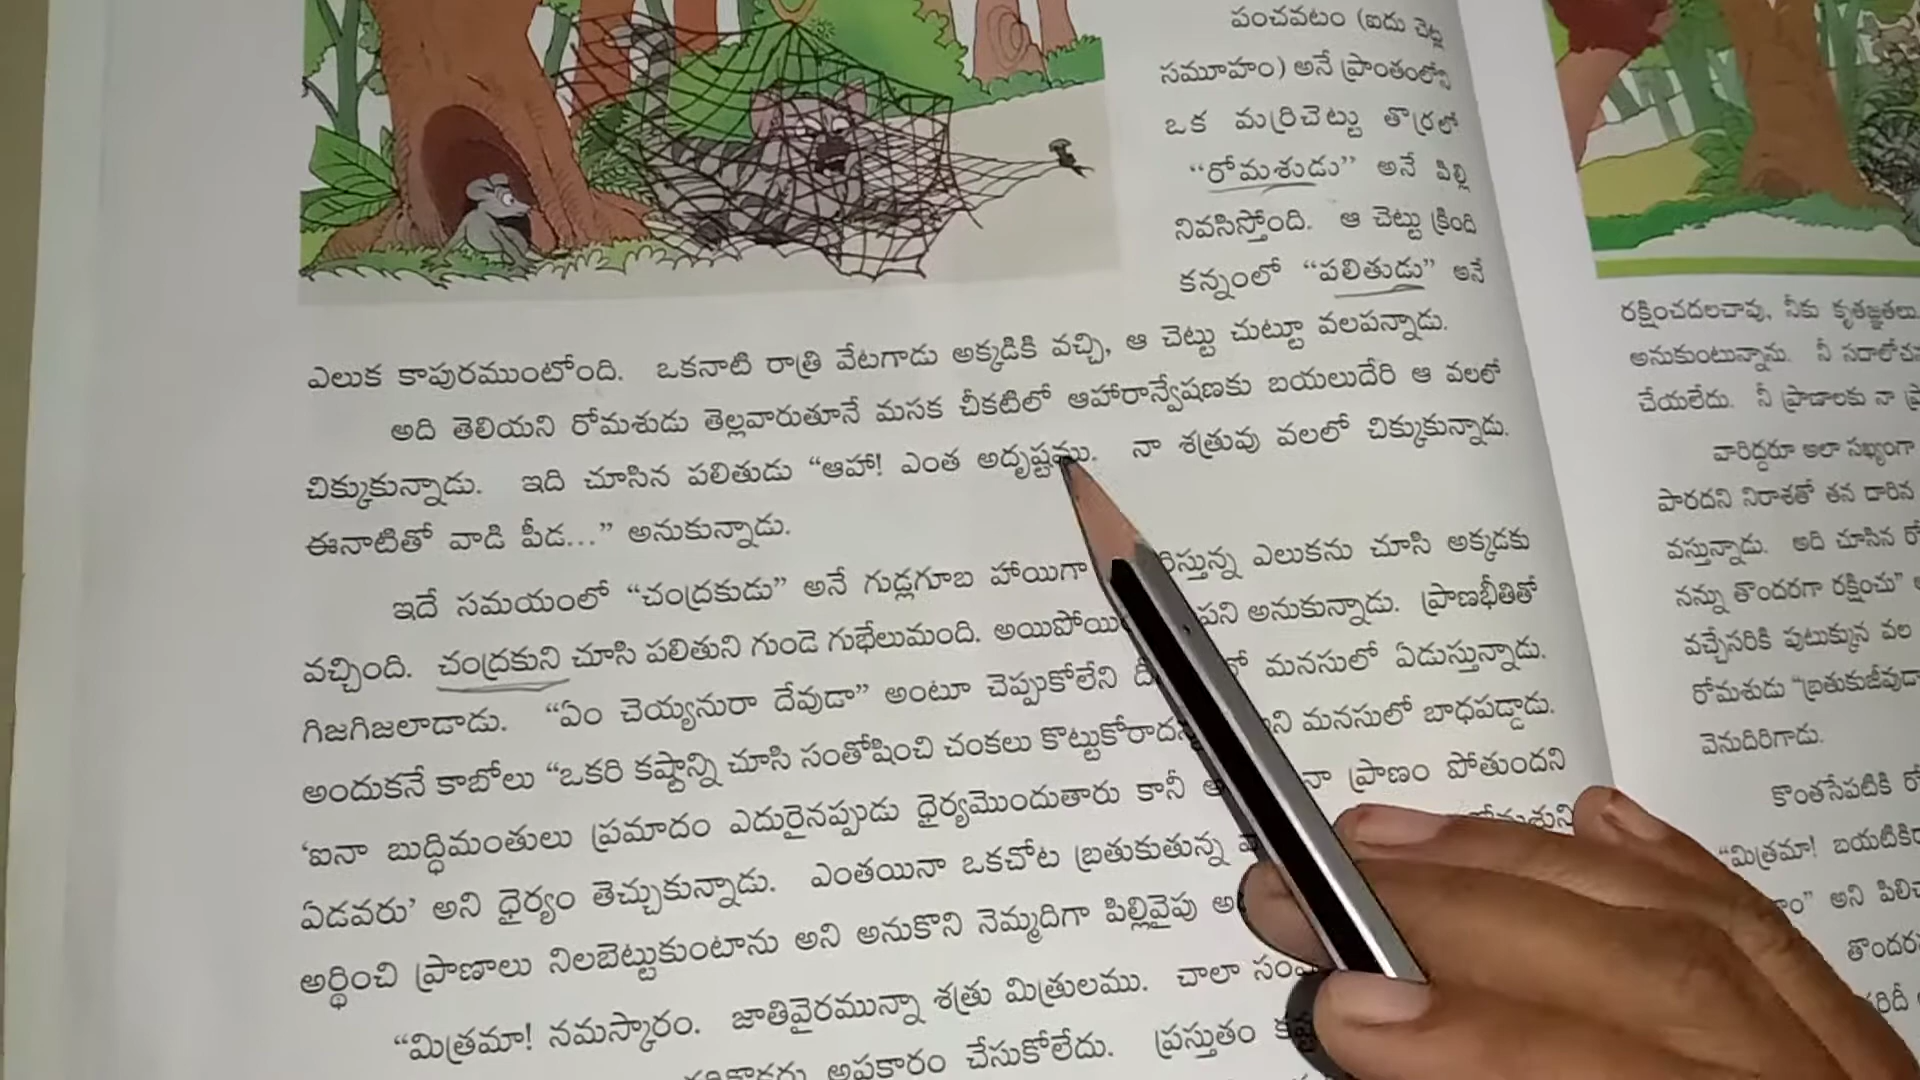 పంచవటం (ఐదు చెట్ల
సమూహం) అనే ప్రాంతంలోని
ఒక మర్రిచెట్టు తొర్రలో
“రోమశుడు” అనే పిల్లి
నివసిస్తోంది. ఆ చెట్టు క్రింది
కన్నంలో “పలితుడు” అనే
ఎలుక కాపురముంటోంది. ఒకనాటి రాత్రి వేటగాడు అక్కడికి వచ్చి, ఆ చెట్టు చుట్టూ వలపన్నాడు.
అది తెలియని రోమశుడు తెల్లవారుతూనే మసక చీకటిలో ఆహారాన్వేషణకు బయలుదేరి ఆ వలలో
చిక్కుకున్నాడు. ఇది చూసిన పలితుడు “ఆహా! ఎంత అదృష్టము. నా శత్రువు వలలో చిక్కుకున్నాడు.
ఈనాటితో వాడి పీడ...” అనుకున్నాడు.
ఇదే సమయంలో “చంద్రకుడు” అనే గుడ్లగూబ హాయిగా ఎలుకను చూసి అక్కడకు
వచ్చింది. చంద్రకుని చూసి పలితుని గుండె గుభేలుమంది. అనుకున్నాడు. ప్రాణభీతితో
గిజగిజలాడాడు. “ఏం చెయ్యనురా దేవుడా” అంటూ చెప్పుకోలేని మనసులో ఏడుస్తున్నాడు.
అందుకనే కాబోలు “ఒకరి కష్టాన్ని చూసి సంతోషించి చంకలు మనసులో బాధపడ్డాడు.
‘ఐనా బుద్ధిమంతులు ప్రమాదం ఎదురైనప్పుడు ధైర్యమొందుతారు కానీ నా ప్రాణం పోతుందని
ఏడవరు’ అని ధైర్యం తెచ్చుకున్నాడు. ఎంతయినా ఒకచోట బ్రతుకుతున్న
అర్థించి ప్రాణాలు నిలబెట్టుకుంటాను అని అనుకొని నెమ్మదిగా పిల్లివైపు
“మిత్రమా! నమస్కారం. జాతివైరమున్నా శత్రు మిత్రులము. చాలా
అపకారం చేసుకోలేదు. ప్రస్తుతం
రక్షించదలచావు, నీకు కృతజ్ఞతలు.
అనుకుంటున్నాను. నీ
చేయలేదు. నీ ప్రాణాలకు నా
వారిద్దరూ అలా సఖ్యంగా
పారదని నిరాశతో తన దారిన
వస్తున్నాడు. అది చూసిన
నన్ను తొందరగా రక్షించు”
వచ్చేసరికి పుటుక్కున వల
రోమశుడు
వెనుదిరిగాడు.
కొంతసేపటికి
“మిత్రమా!
అని